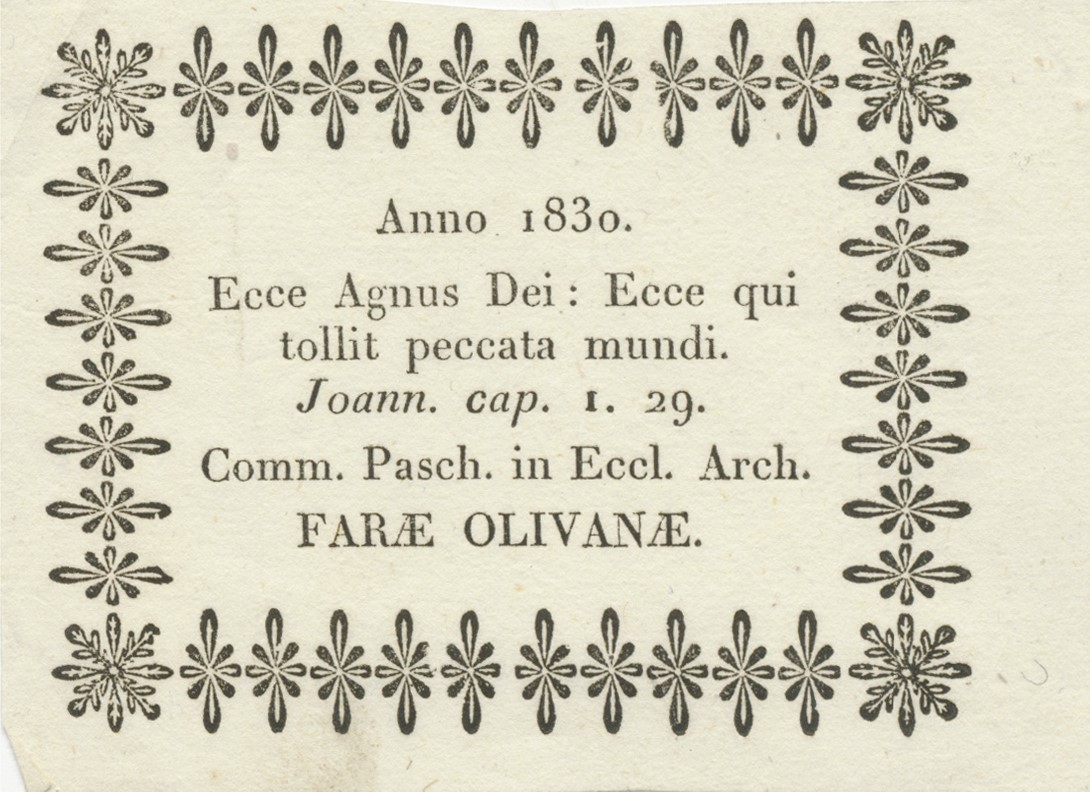 Anno 1830.
Ecce Agnus Dei: Ecce qui
tollit peccata mundi.
Joann. cap. 1. 29.
Comm. Pasch. in Eccl. Arch.
FARÆ OLIVANÆ.